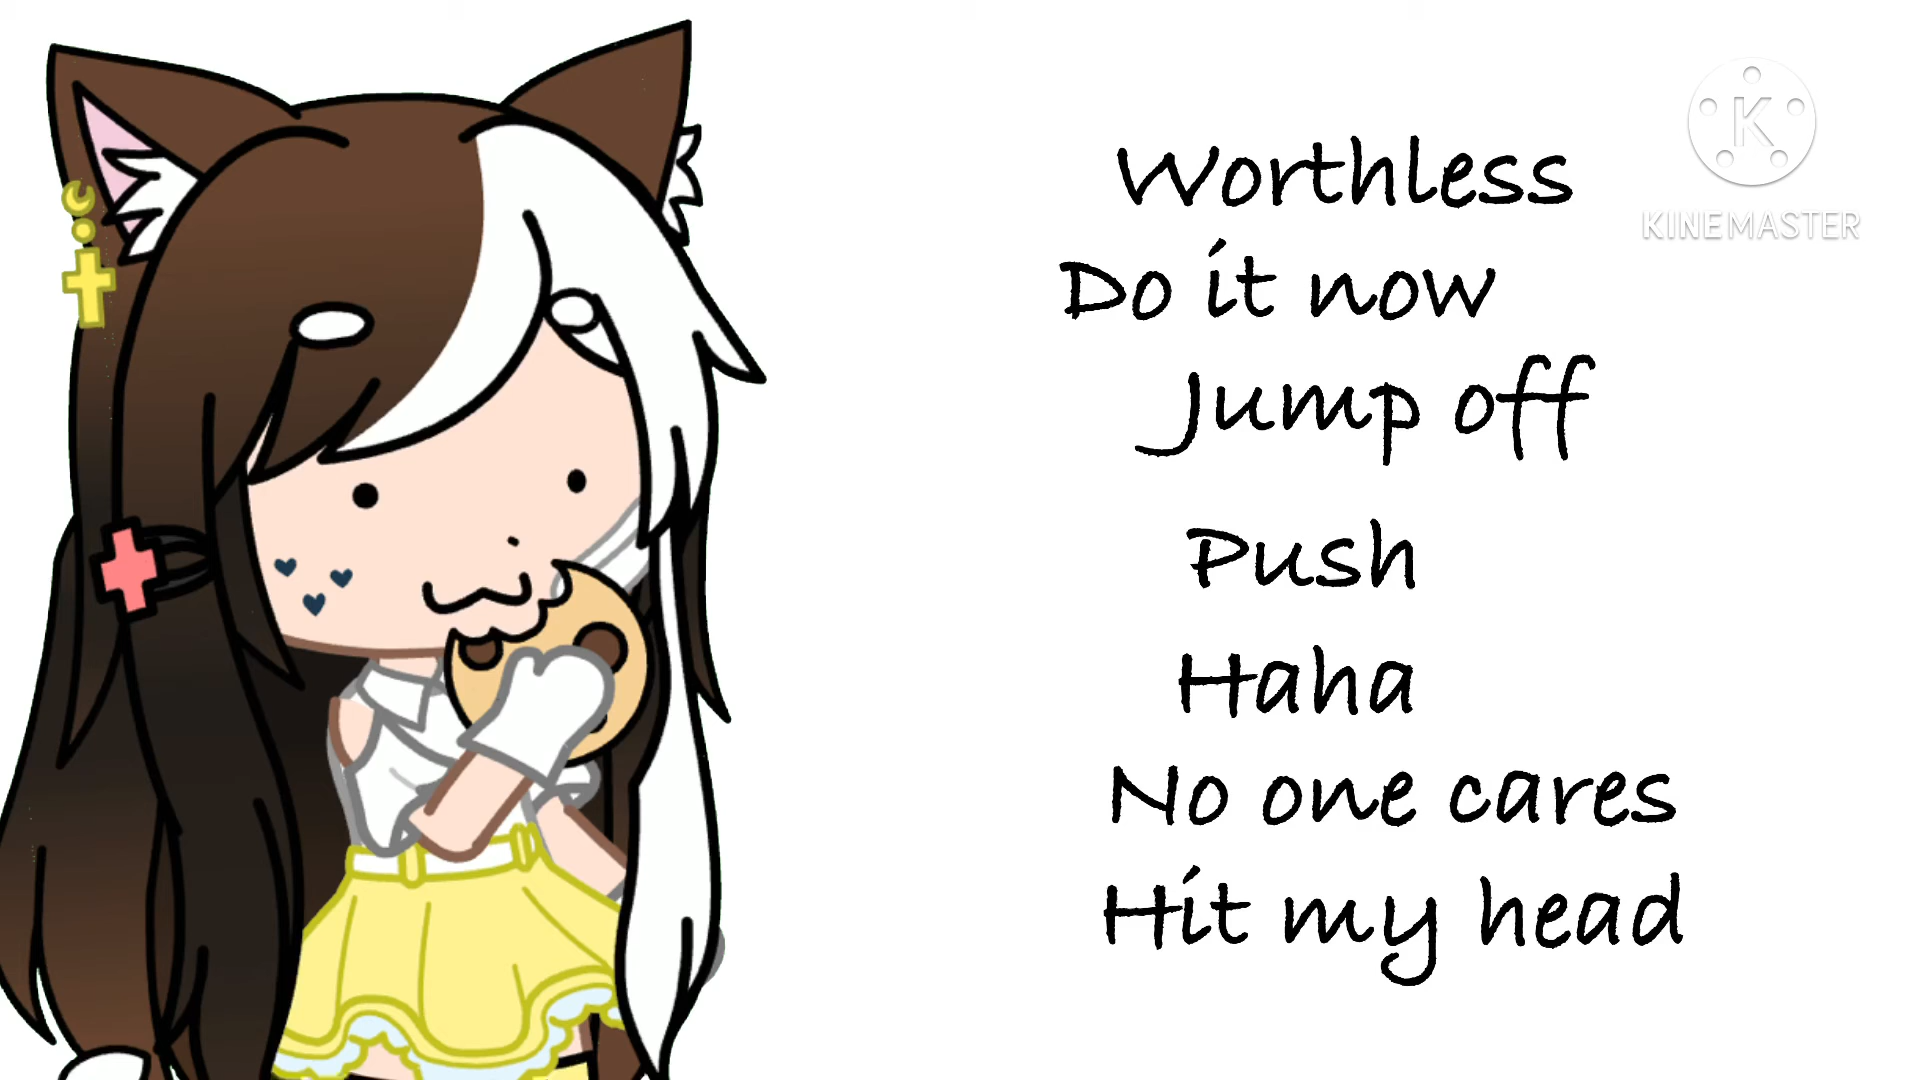 Worthless
Do it now
Jump off
Push
Haha
No one cares
Hit my head
K
KINEMASTER